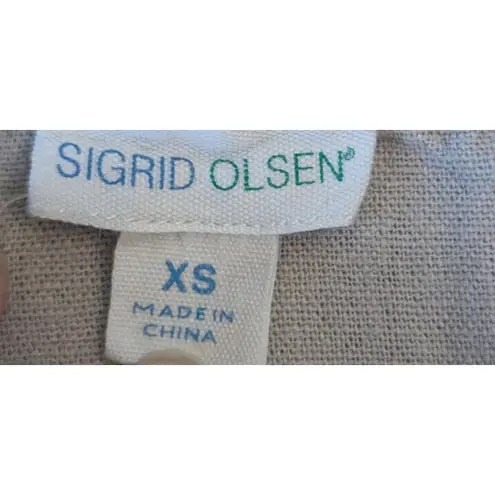 SIGRID OLSEN®
XS
MADE IN
CHINA